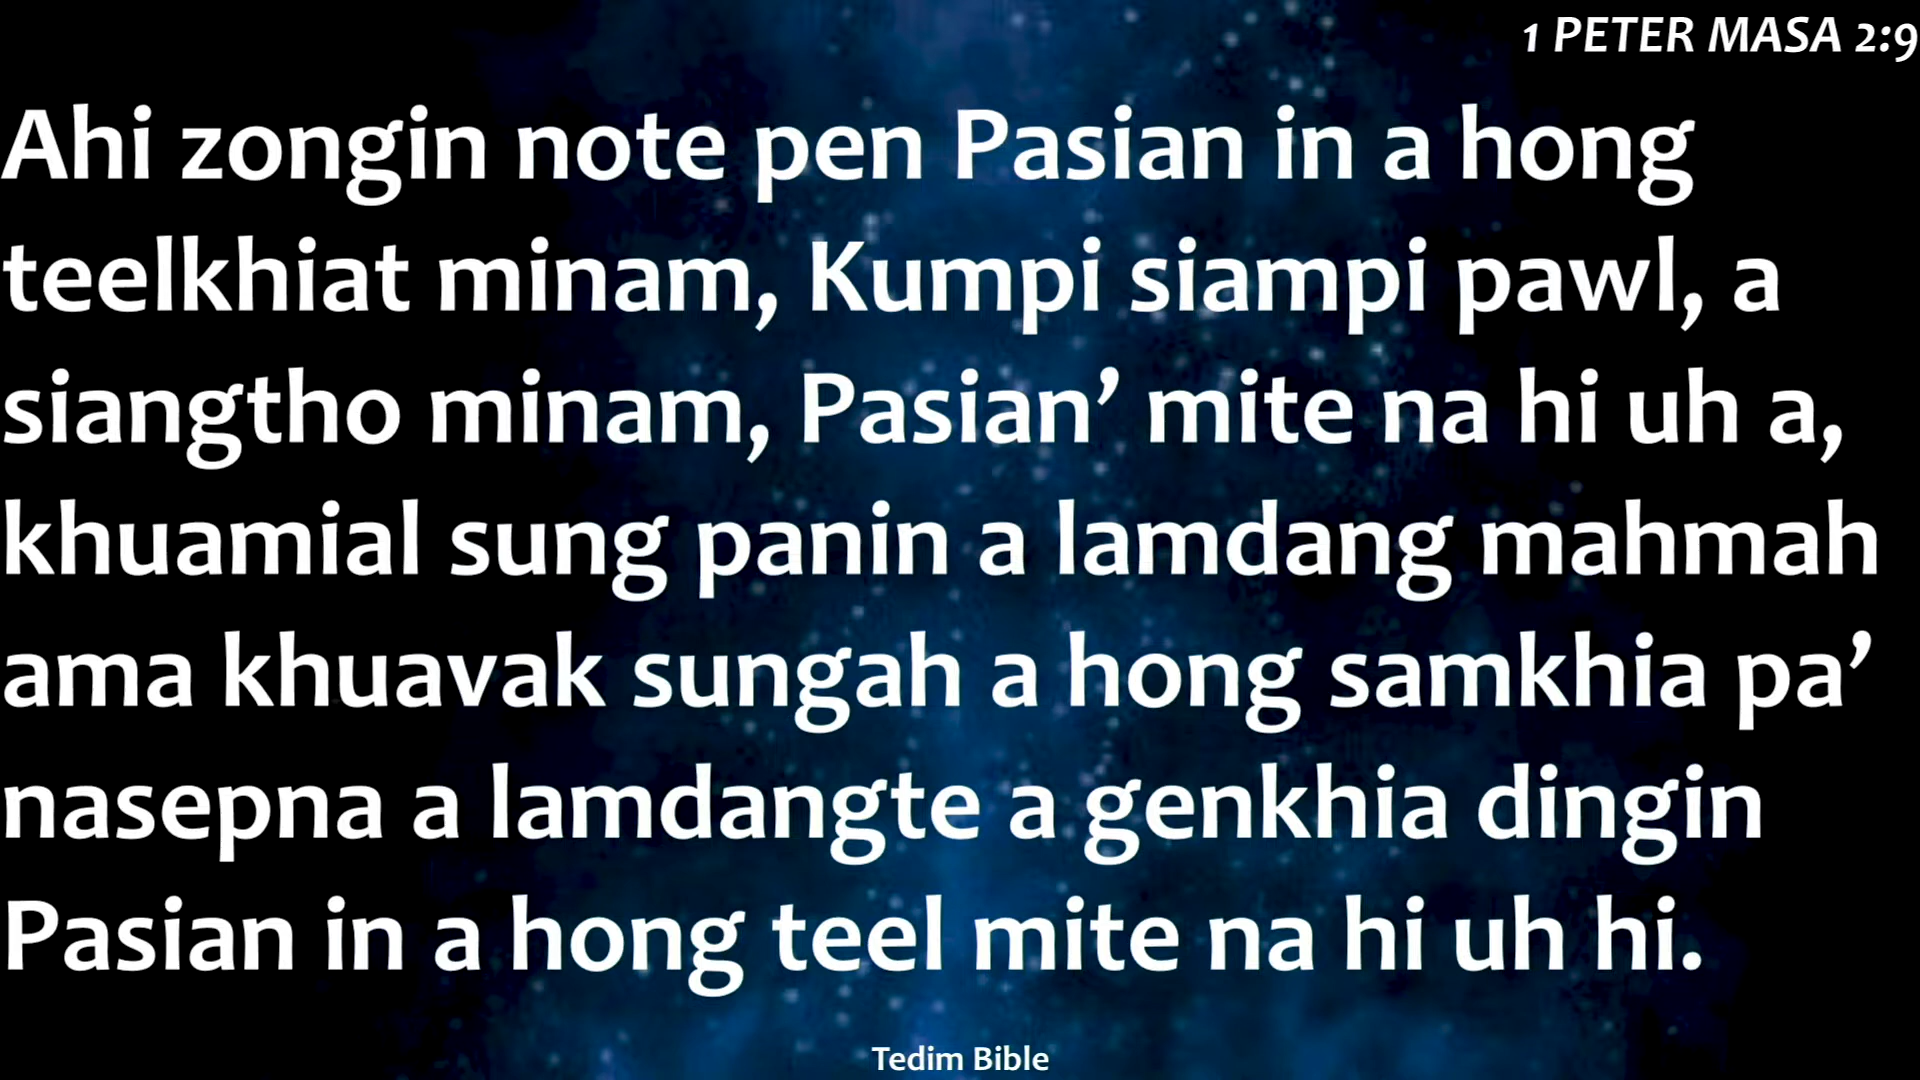 1 PETER MASA 2:9
Ahi zongin note pen Pasian in a hong
teelkhiat minam, Kumpi siampi pawl, a
siangtho minam, Pasian’ mite na hi uh a,
khuamial sung panin a lamdang mahmah
ama khuavak sungah a hong samkhia pa’
nasepna a lamdangte a genkhia dingin
Pasian in a hong teel mite na hi uh hi.
Tedim Bible